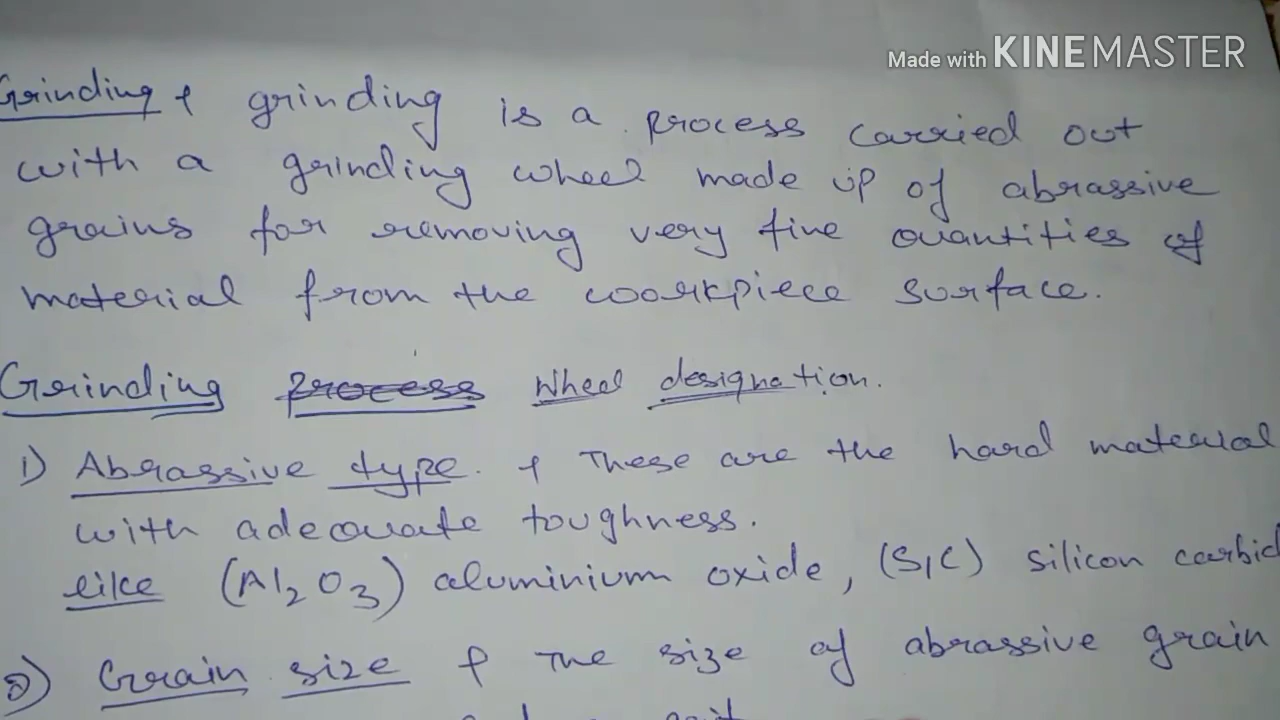 Made with KINEMASTER
Grinding : grinding is a process carried out
with a grinding wheel made up of abrassive
grains for removing very fine quantities of
material from the workpiece surface.
Grinding process Wheel designation.
1) Abrassive type. : These are the hard material
with adequate toughness.
like (Al2O3) aluminium oxide, (SiC) silicon carbid
2) Grain size : The size of abrassive grain